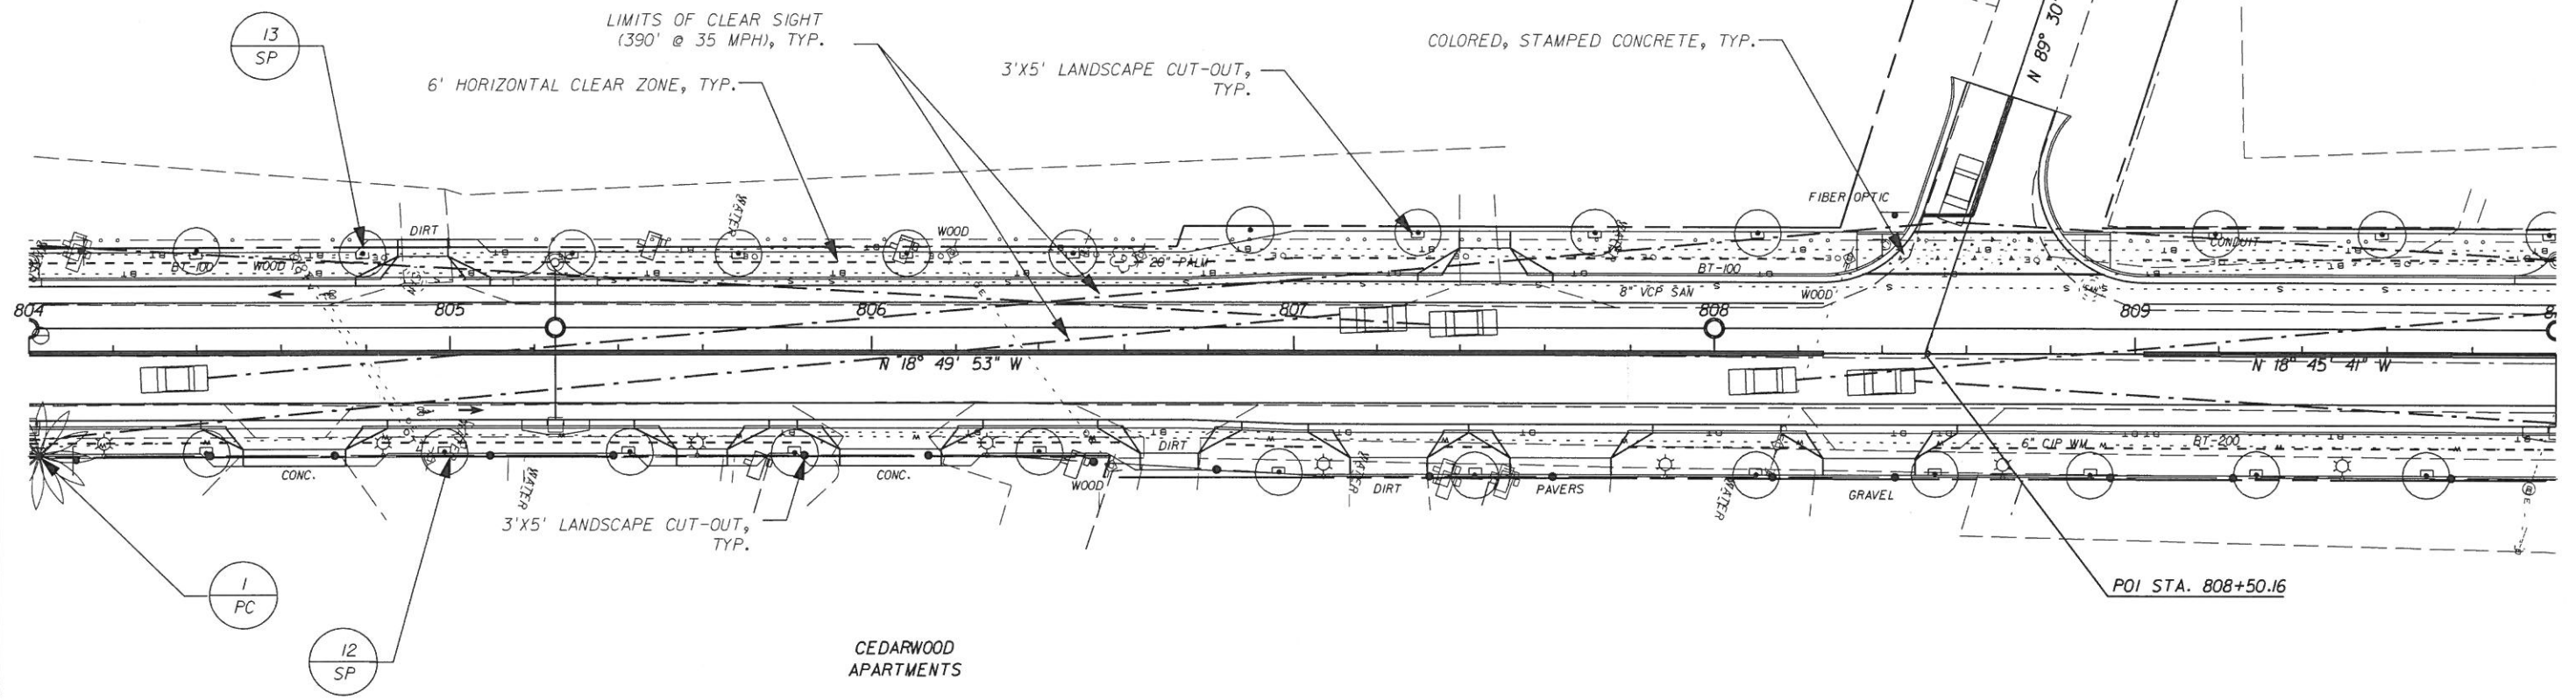 13
SP
LIMITS OF CLEAR SIGHT
(390' @ 35 MPH), TYP.
6' HORIZONTAL CLEAR ZONE, TYP.
3'X5' LANDSCAPE CUT-OUT,
TYP.
COLORED, STAMPED CONCRETE, TYP.
N 89° 30'
FIBER OPTIC
DIRT
WATER
WOOD
WATER
CONDUIT
BT-100
WOOD
26" PALM
BT-100
8" VCP SAN
WOOD
804
805
806
807
808
809
N 18° 49' 53" W
N 18° 45' 41" W
CONC.
WATER
CONC.
DIRT
WOOD
WATER
DIRT
PAVERS
WATER
GRAVEL
6" CIP WM
BT-200
3'X5' LANDSCAPE CUT-OUT,
TYP.
1
PC
12
SP
POI STA. 808+50.16
CEDARWOOD
APARTMENTS